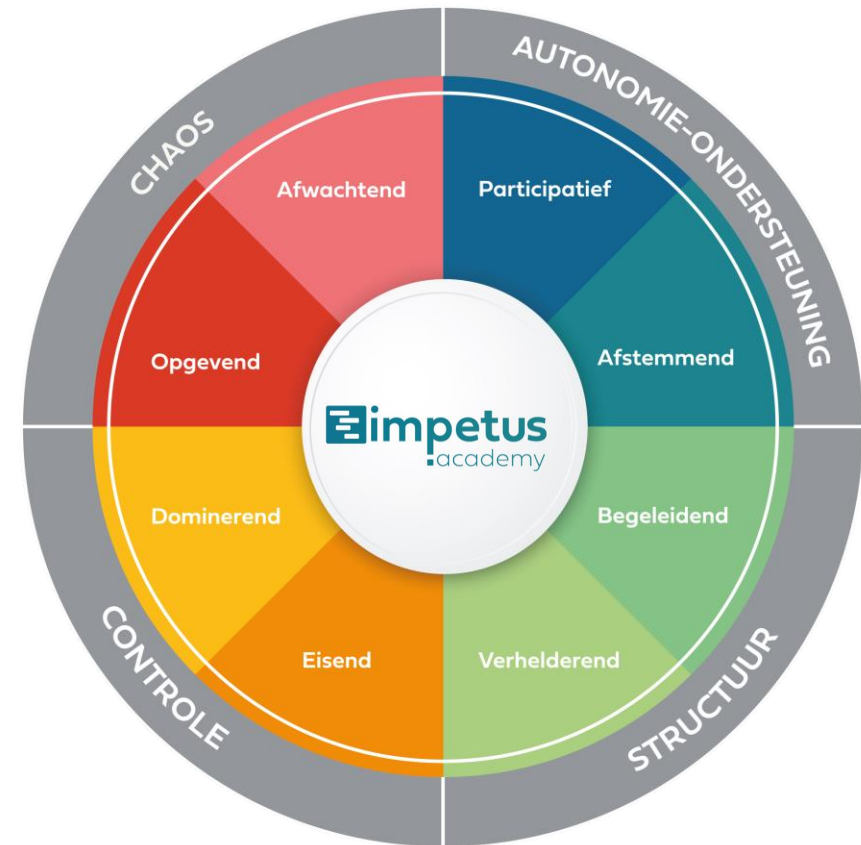 CHAOS
AUTONOMIE-ONDERSTEUNING
Afwachtend
Participatief
Opgevend
Afstemmend
impetus
academy
Dominerend
Begeleidend
Eisend
Verhelderend
CONTROLE
STRUCTUUR